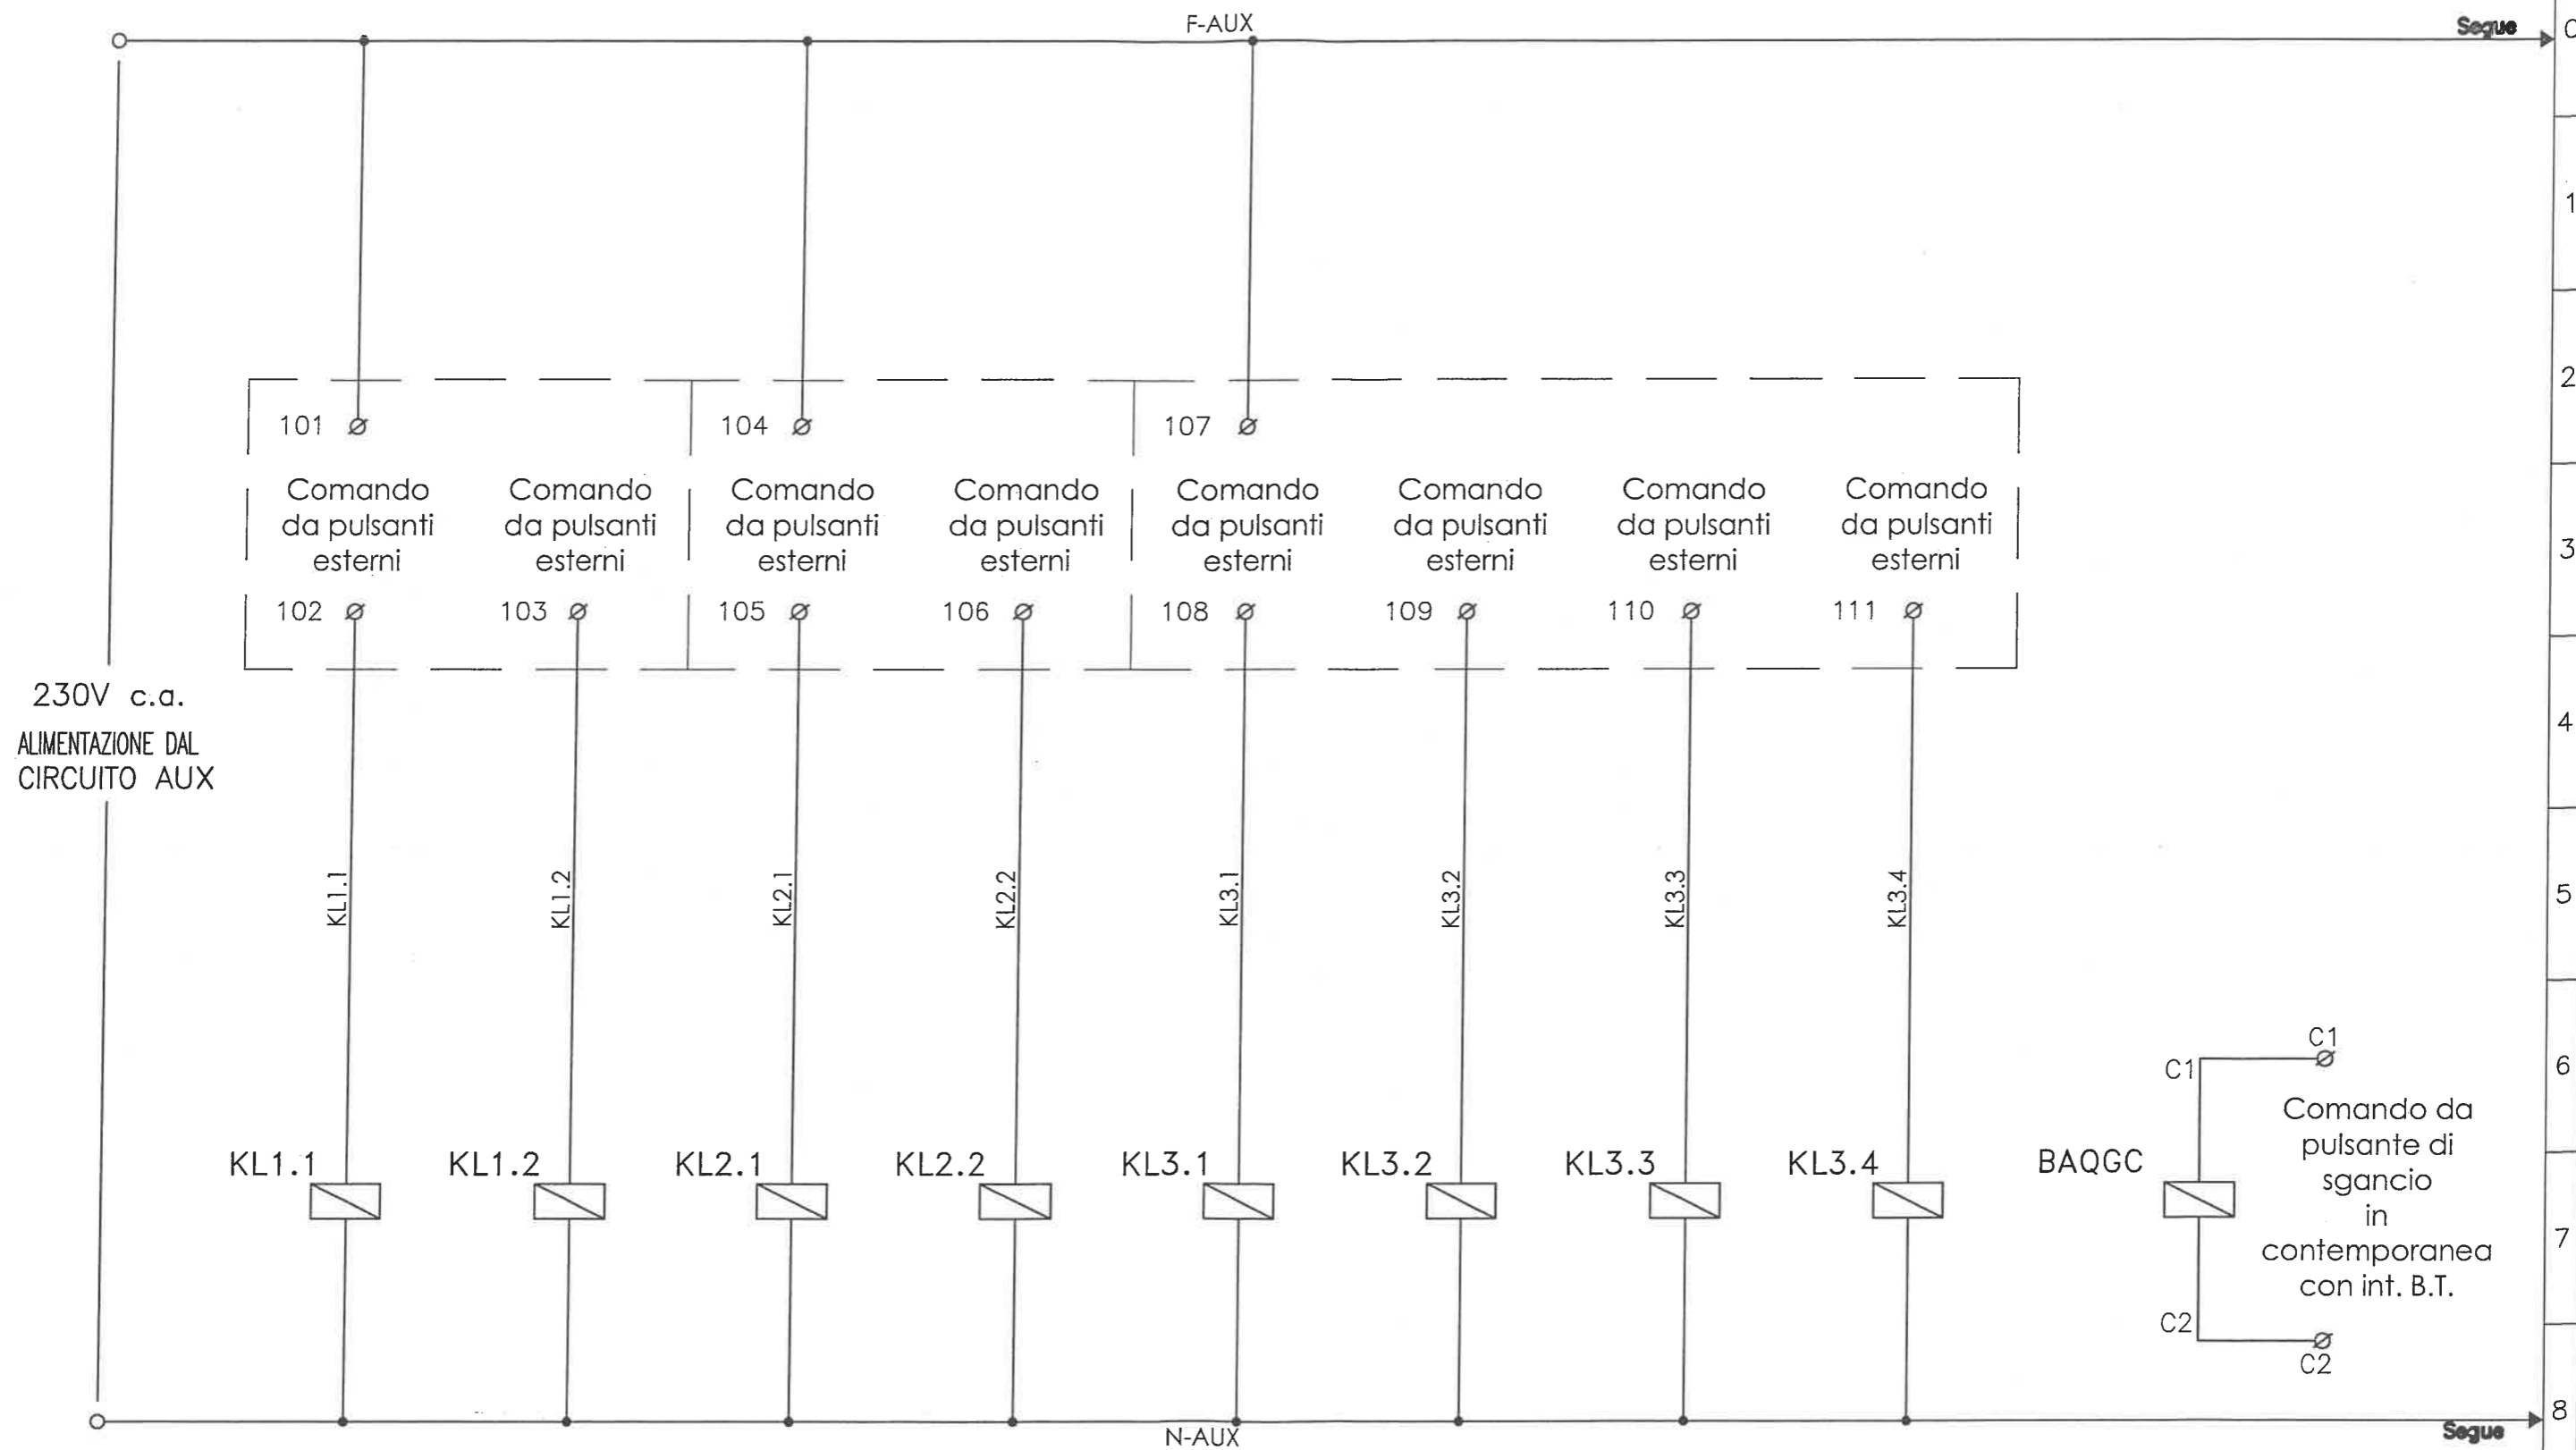 F-AUX
Segue
101
104
107
Comando
da pulsanti
esterni
Comando
da pulsanti
esterni
Comando
da pulsanti
esterni
Comando
da pulsanti
esterni
Comando
da pulsanti
esterni
Comando
da pulsanti
esterni
Comando
da pulsanti
esterni
Comando
da pulsanti
esterni
102
103
105
106
108
109
110
111
230V c.a.
ALIMENTAZIONE DAL
CIRCUITO AUX
KL1.1
KL1.2
KL2.1
KL2.2
KL3.1
KL3.2
KL3.3
KL3.4
KL1.1
KL1.2
KL2.1
KL2.2
KL3.1
KL3.2
KL3.3
KL3.4
BAQGC
C1
C1
Comando da
pulsante di
sgancio
in
contemporanea
con int. B.T.
C2
C2
N-AUX
Segue
1
2
3
4
5
6
7
8